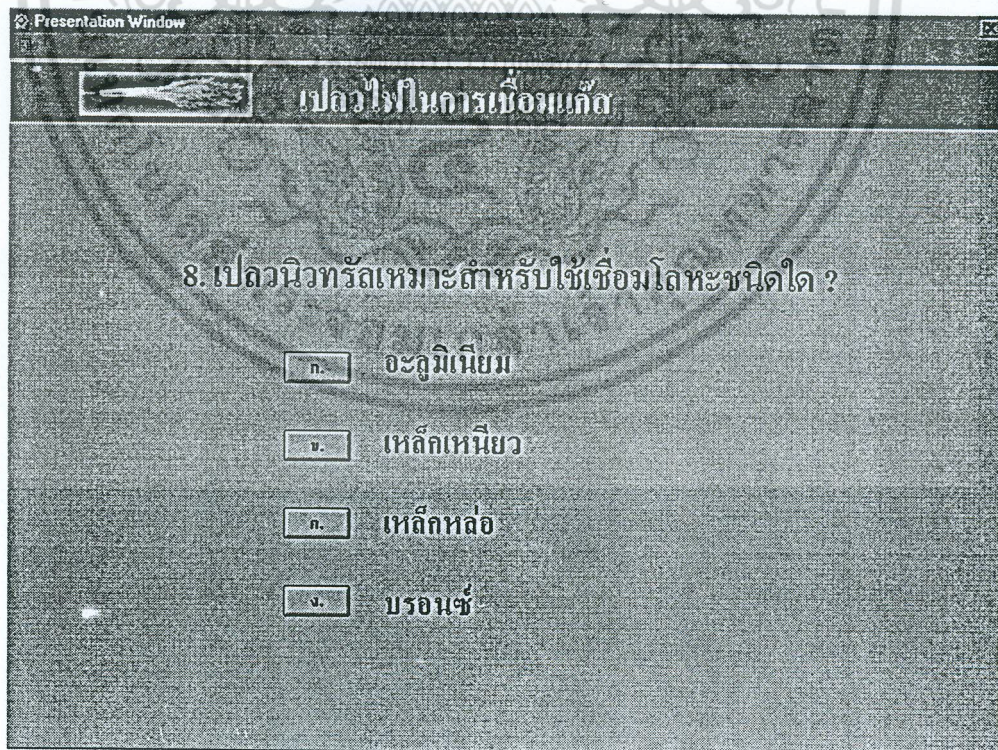 Presentation Window
เปลวไฟในการเชื่อมแก๊ส
8. เปลวนิวทรัลเหมาะสำหรับใช้เชื่อมโลหะชนิดใด ?
ก. อะลูมิเนียม
ข. เหล็กเหนียว
ค. เหล็กหล่อ
ง. บรอนซ์